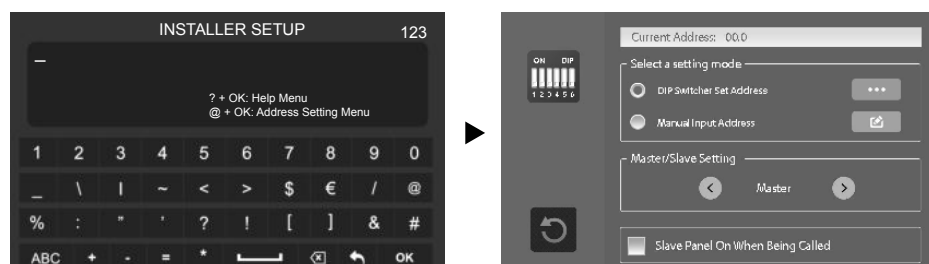 INSTALLER SETUP 123
_
? + OK: Help Menu
@ + OK: Address Setting Menu
1 2 3 4 5 6 7 8 9 0
_ \ | ~ < > $ € / @
% : " ' ? ! [ ] & #
ABC + - = * OK
Current Address: 00.0
ON DIP
1 2 3 4 5 6
Select a setting mode
DIP Switcher Set Address
Manual Input Address
Master/Slave Setting
< Master >
Slave Panel On When Being Called